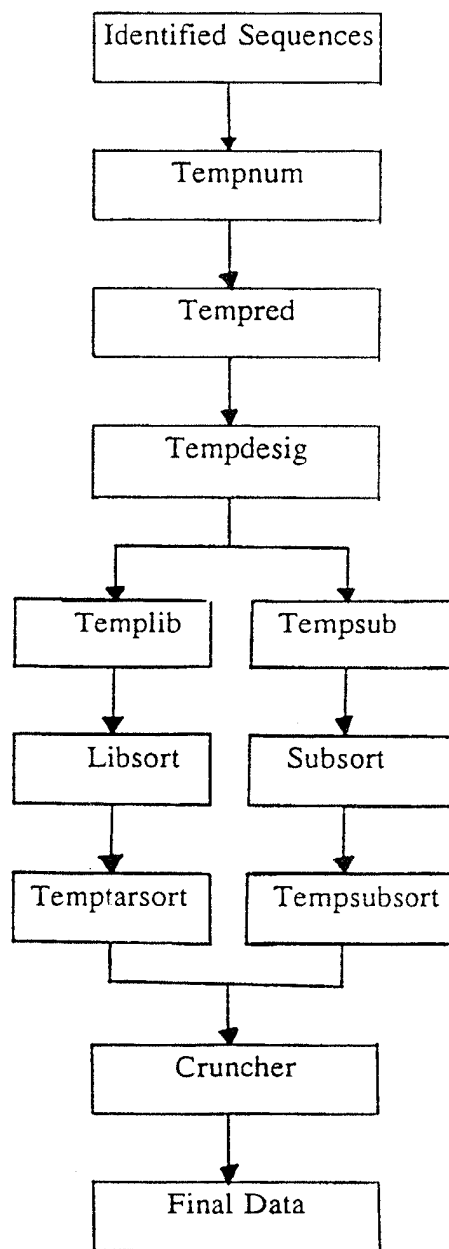 Identified Sequences
Tempnum
Tempred
Tempdesig
Templib
Tempsub
Libsort
Subsort
Temptarsort
Tempsubsort
Cruncher
Final Data